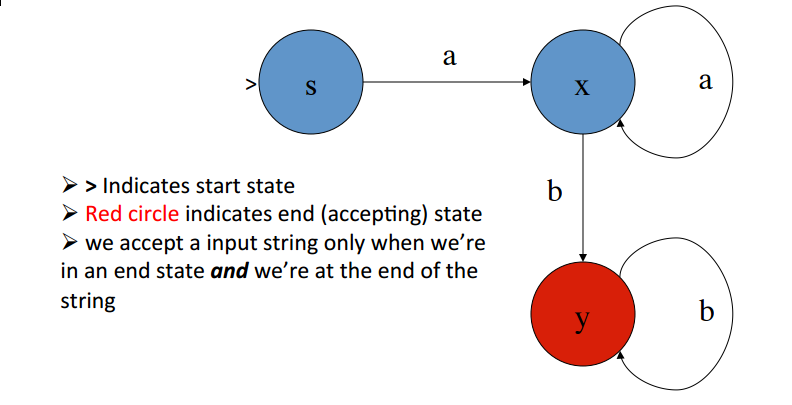 a
> s x a
➢ > Indicates start state
b
➢ Red circle indicates end (accepting) state
➢ we accept a input string only when we’re
in an end state and we’re at the end of the
string
y b